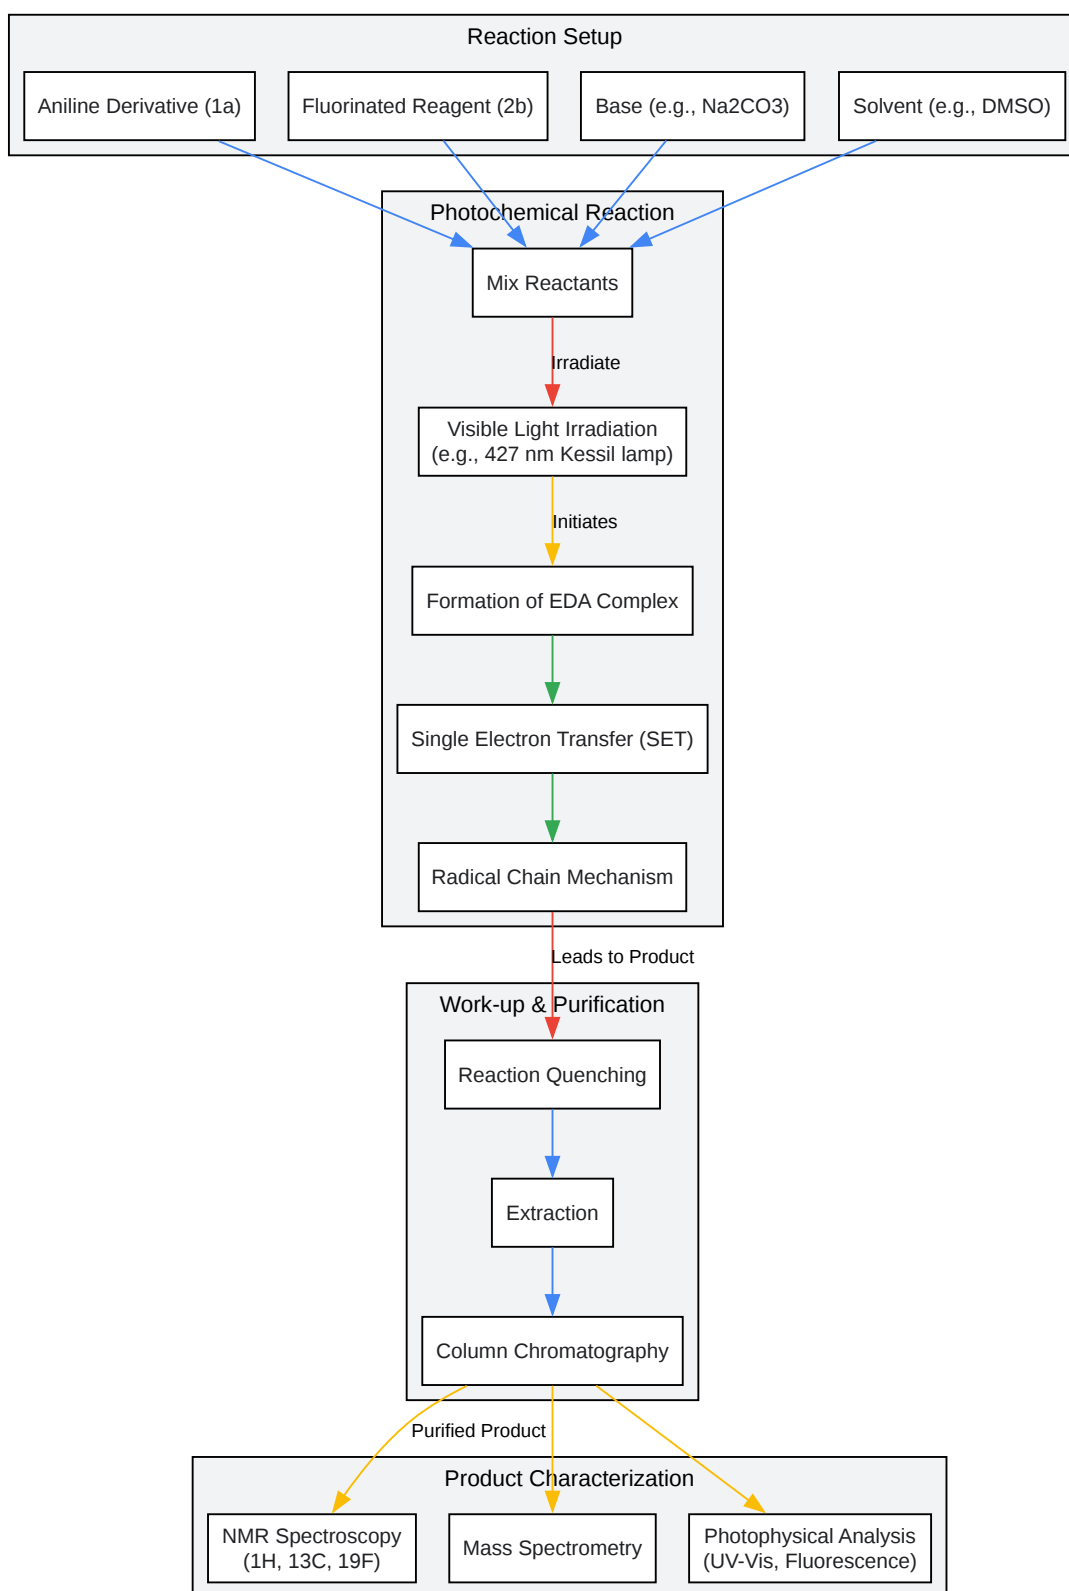 Reaction Setup
Aniline Derivative (1a)
Fluorinated Reagent (2b)
Base (e.g., Na2CO3)
Solvent (e.g., DMSO)
Photochemical Reaction
Mix Reactants
Irradiate
Visible Light Irradiation
(e.g., 427 nm Kessil lamp)
Initiates
Formation of EDA Complex
Single Electron Transfer (SET)
Radical Chain Mechanism
Leads to Product
Work-up & Purification
Reaction Quenching
Extraction
Column Chromatography
Purified Product
Product Characterization
NMR Spectroscopy
(1H, 13C, 19F)
Mass Spectrometry
Photophysical Analysis
(UV-Vis, Fluorescence)